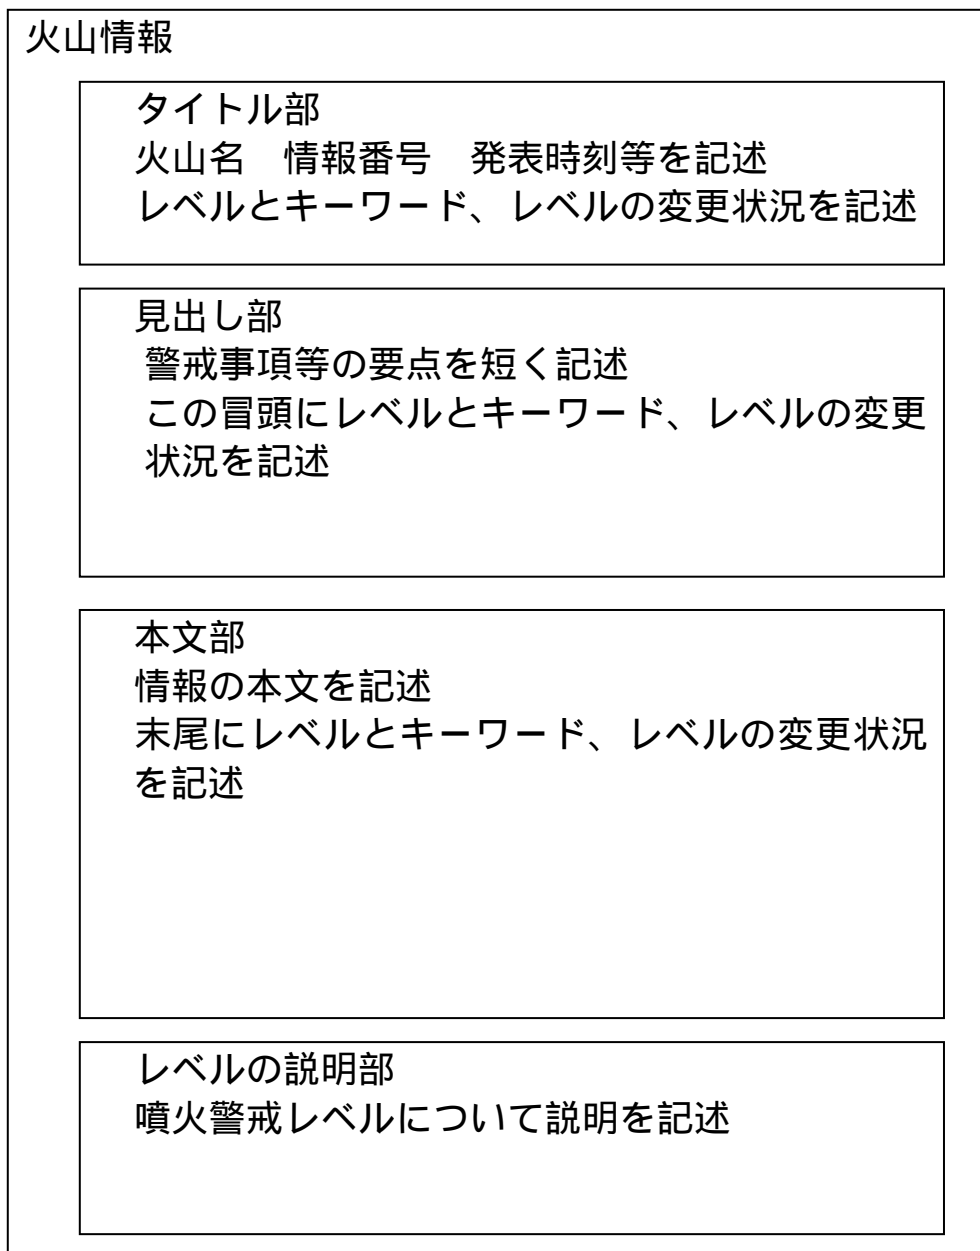 火山情報
タイトル部
火山名　情報番号　発表時刻等を記述
レベルとキーワード、レベルの変更状況を記述
見出し部
警戒事項等の要点を短く記述
この冒頭にレベルとキーワード、レベルの変更
状況を記述
本文部
情報の本文を記述
末尾にレベルとキーワード、レベルの変更状況
を記述
レベルの説明部
噴火警戒レベルについて説明を記述